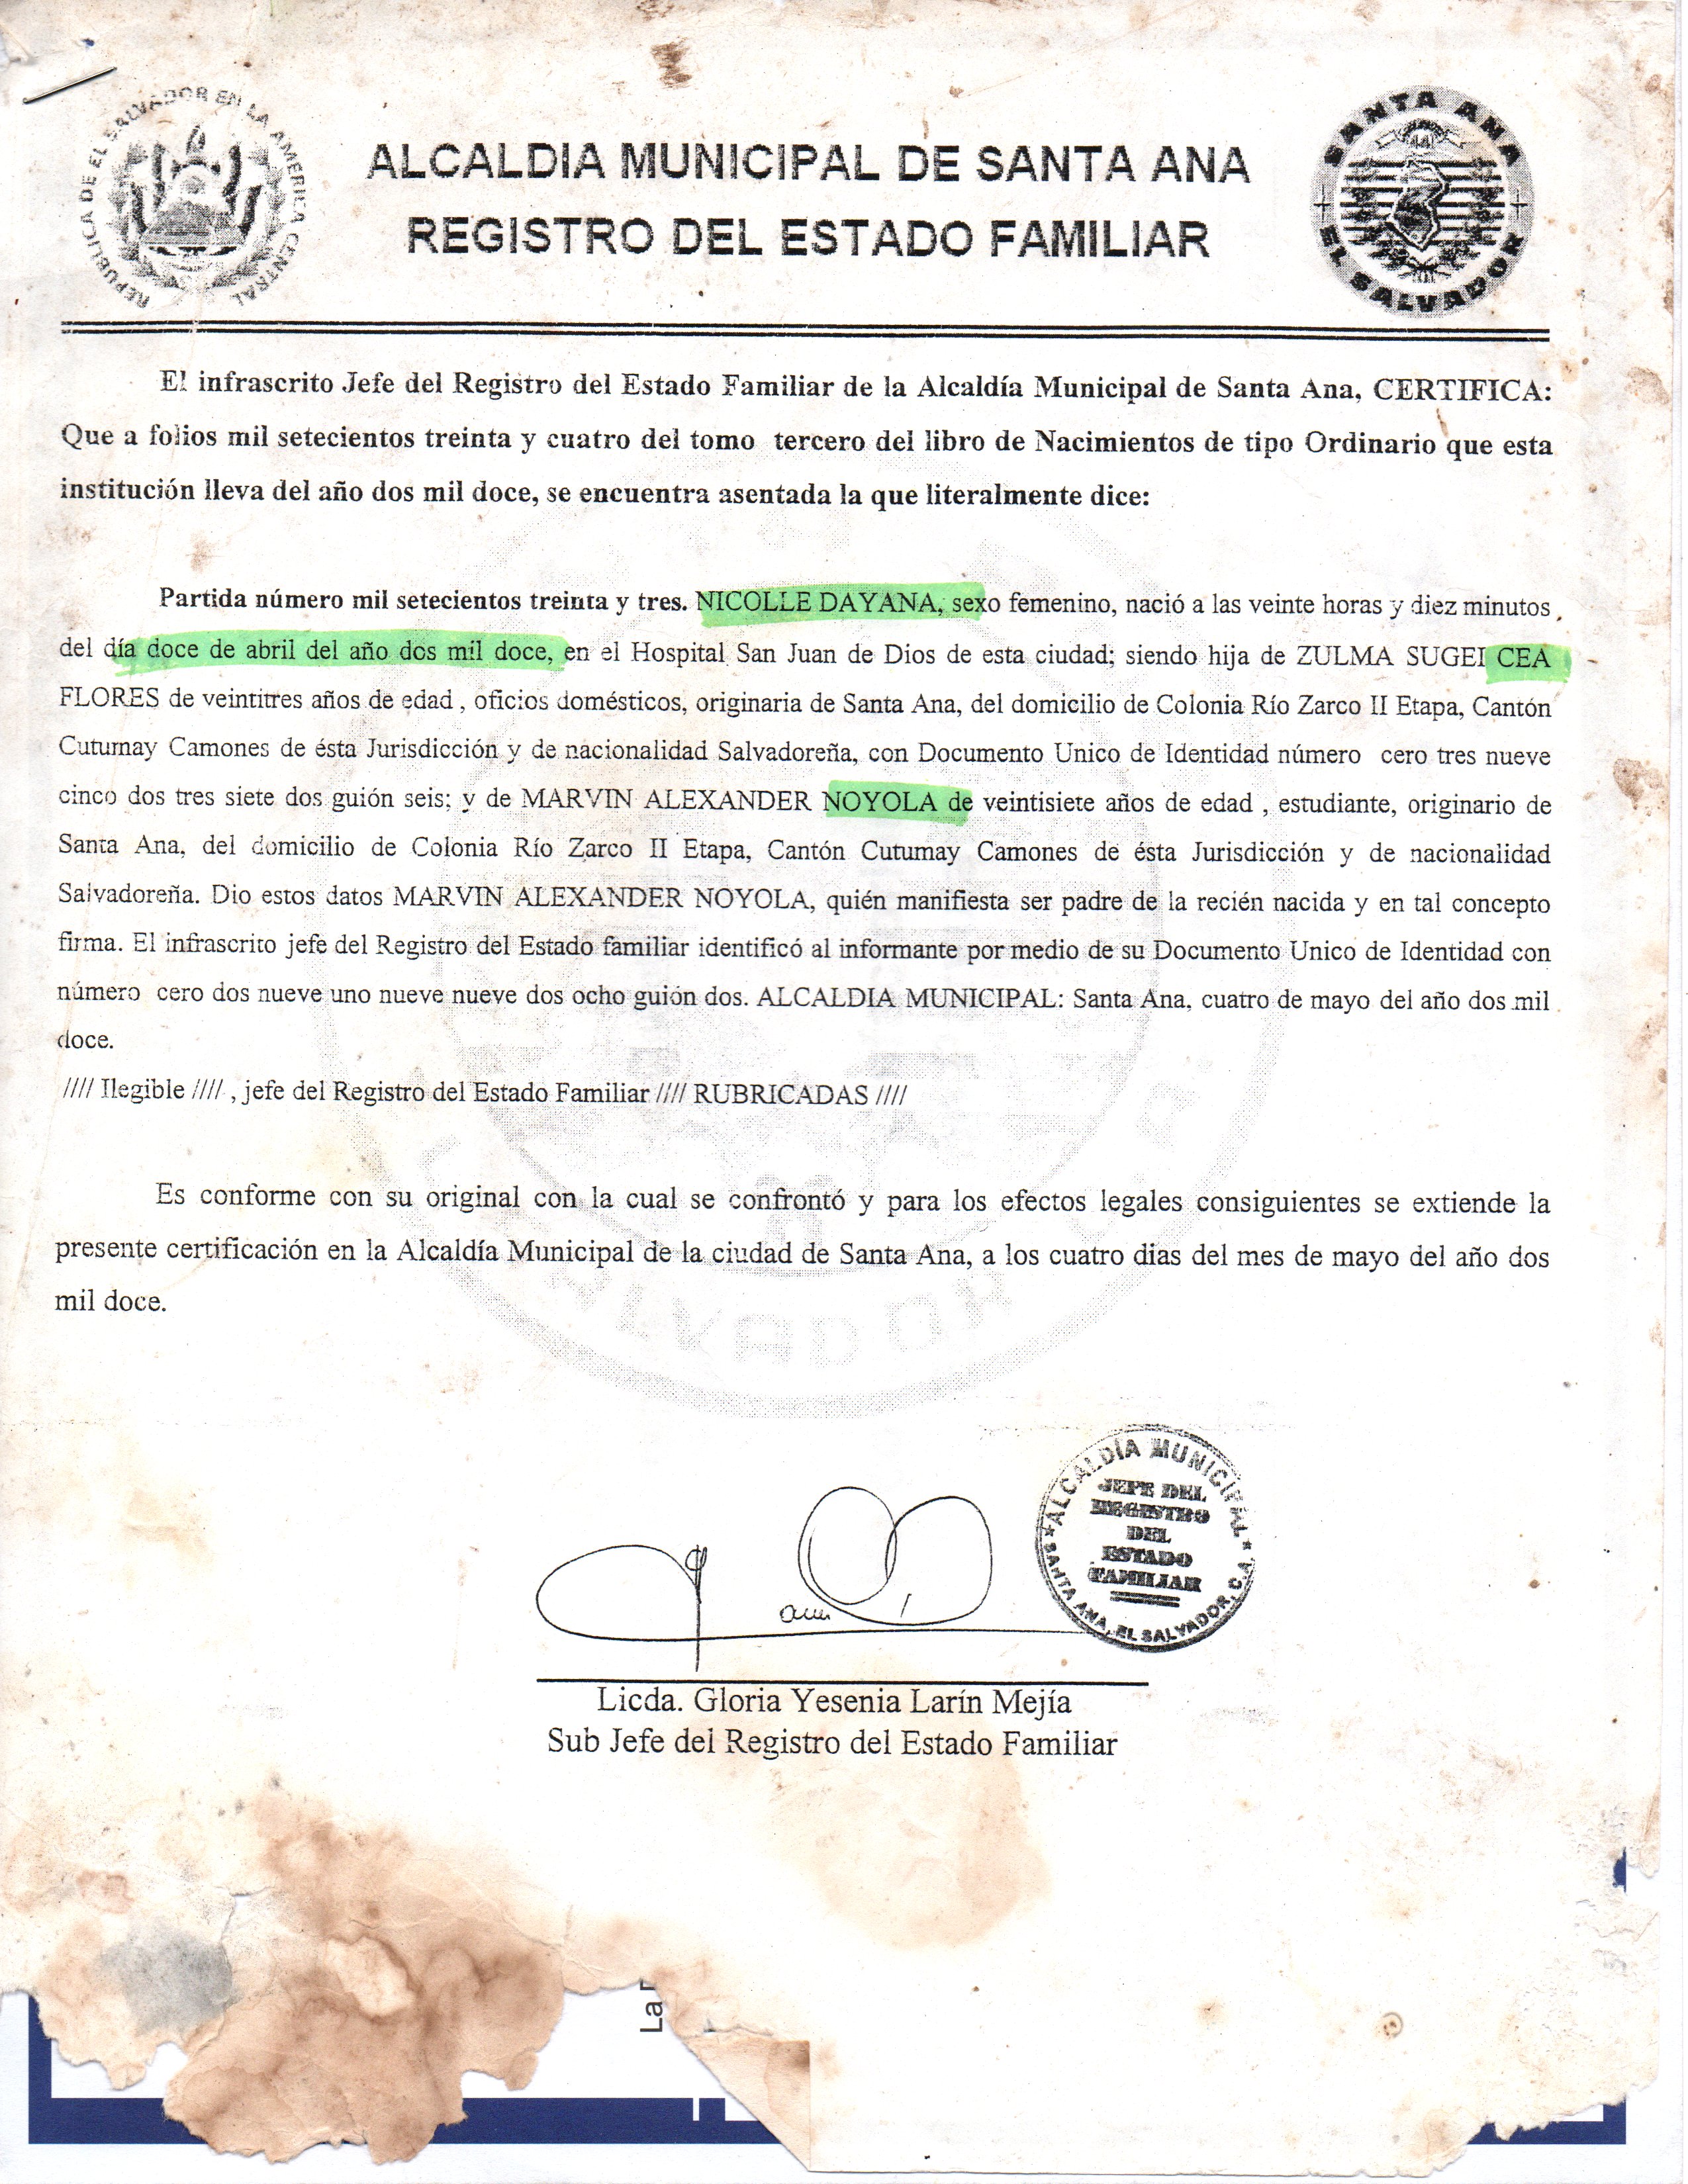 REPUBLICA DE EL SALVADOR EN LA AMERICA CENTRAL
ALCALDIA MUNICIPAL DE SANTA ANA
REGISTRO DEL ESTADO FAMILIAR
SANTA ANA
EL SALVADOR
El infrascrito Jefe del Registro del Estado Familiar de la Alcaldía Municipal de Santa Ana, CERTIFICA:
Que a folios mil setecientos treinta y cuatro del tomo tercero del libro de Nacimientos de tipo Ordinario que esta
institución lleva del año dos mil doce, se encuentra asentada la que literalmente dice:
Partida número mil setecientos treinta y tres. NICOLLE DAYANA, sexo femenino, nació a las veinte horas y diez minutos
del día doce de abril del año dos mil doce, en el Hospital San Juan de Dios de esta ciudad; siendo hija de ZULMA SUGEI CEA
FLORES de veintitres años de edad , oficios domésticos, originaria de Santa Ana, del domicilio de Colonia Río Zarco II Etapa, Cantón
Cutumay Camones de ésta Jurisdicción y de nacionalidad Salvadoreña, con Documento Unico de Identidad número cero tres nueve
cinco dos tres siete dos guión seis; y de MARVIN ALEXANDER NOYOLA de veintisiete años de edad , estudiante, originario de
Santa Ana, del domicilio de Colonia Río Zarco II Etapa, Cantón Cutumay Camones de ésta Jurisdicción y de nacionalidad
Salvadoreña. Dio estos datos MARVIN ALEXANDER NOYOLA, quién manifiesta ser padre de la recién nacida y en tal concepto
firma. El infrascrito jefe del Registro del Estado familiar identificó al informante por medio de su Documento Unico de Identidad con
número cero dos nueve uno nueve nueve dos ocho guión dos. ALCALDIA MUNICIPAL: Santa Ana, cuatro de mayo del año dos mil
doce.
//// Ilegible //// , jefe del Registro del Estado Familiar //// RUBRICADAS ////
Es conforme con su original con la cual se confrontó y para los efectos legales consiguientes se extiende la
presente certificación en la Alcaldía Municipal de la ciudad de Santa Ana, a los cuatro dias del mes de mayo del año dos
mil doce.
ALCALDÍA MUNICIPAL
JEFE DEL
REGISTRO
DEL
ESTADO
FAMILIAR
SANTA ANA, EL SALVADOR, C.A.
Licda. Gloria Yesenia Larín Mejía
Sub Jefe del Registro del Estado Familiar
La